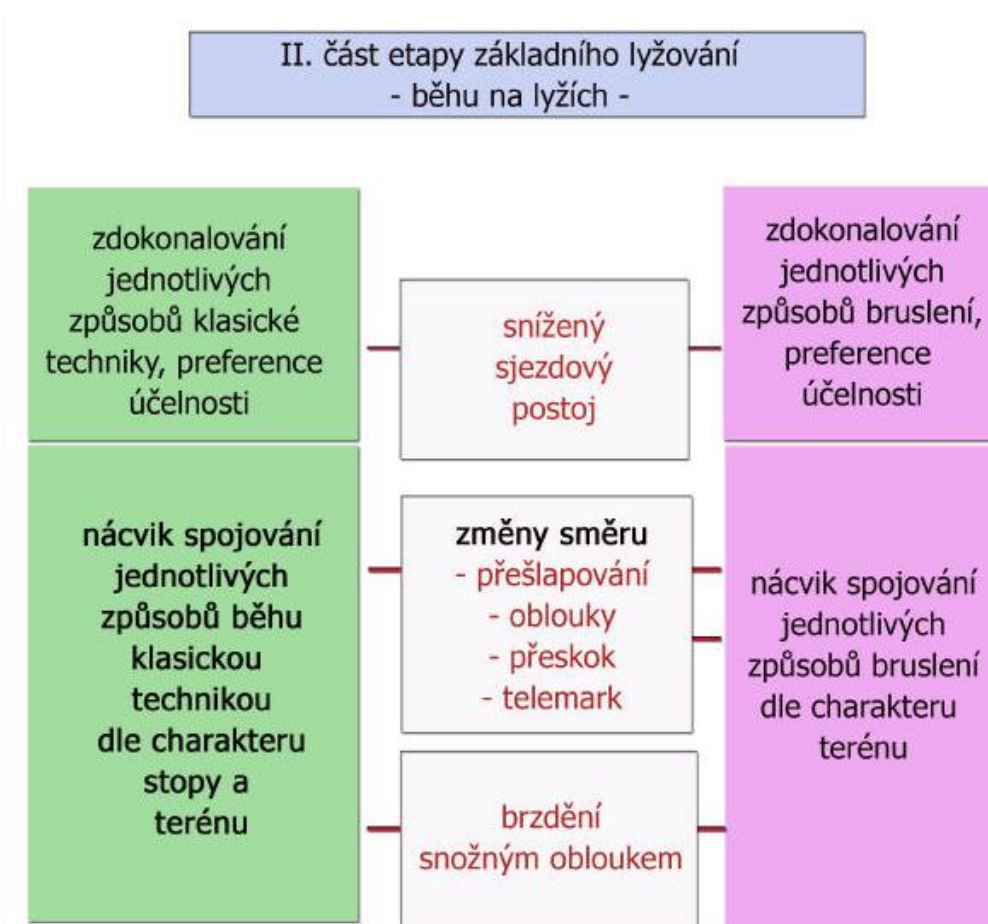 II. část etapy základního lyžování
- běhu na lyžích -
zdokonalování
jednotlivých
způsobů klasické
techniky, preference
účelnosti
snížený
sjezdový
postoj
zdokonalování
jednotlivých
způsobů bruslení,
preference
účelnosti
nácvik spojování
jednotlivých
způsobů běhu
klasickou
technikou
dle charakteru
stopy a
terénu
změny směru
- přešlapování
- oblouky
- přeskok
- telemark
nácvik spojování
jednotlivých
způsobů bruslení
dle charakteru
terénu
brzdění
snožným obloukem